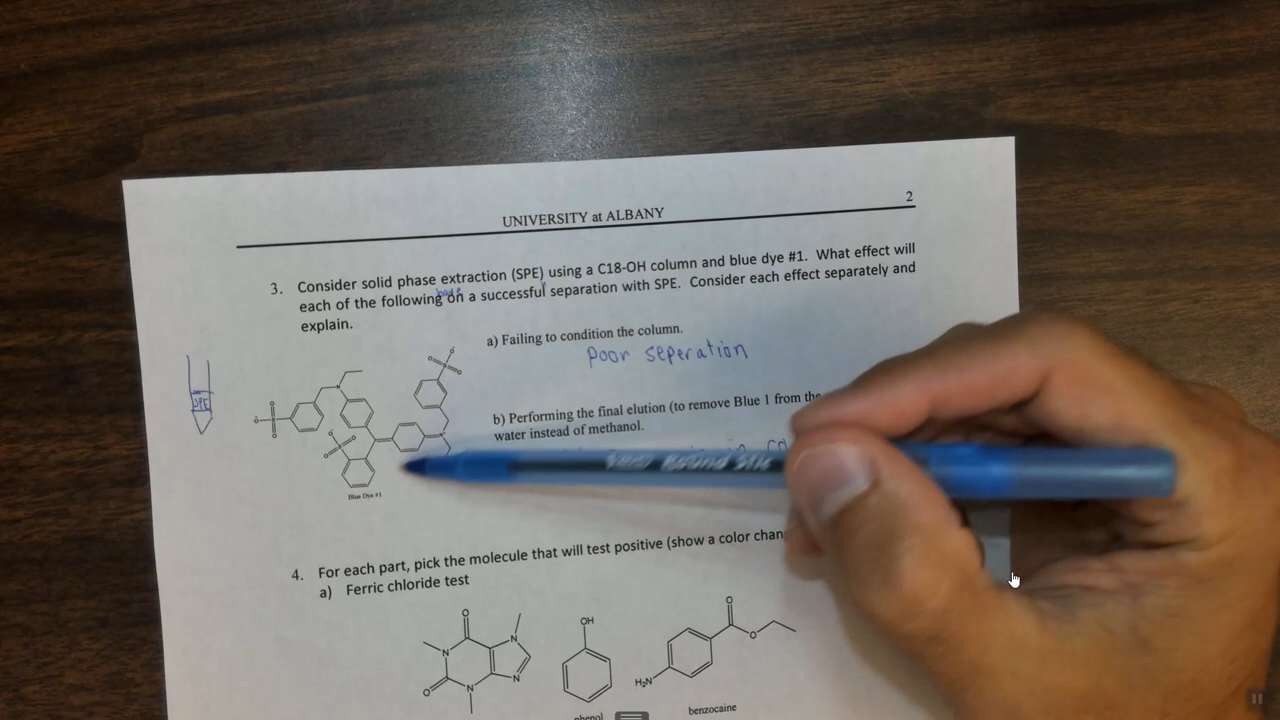 2
UNIVERSITY at ALBANY
3. Consider solid phase extraction (SPE) using a C18-OH column and blue dye #1. What effect will
have
each of the following on a successful separation with SPE. Consider each effect separately and
explain.
a) Failing to condition the column.
Poor seperation
SPE
b) Performing the final elution (to remove Blue 1 from the
water instead of methanol.
in
Blue Dye #1
4. For each part, pick the molecule that will test positive (show a color
a) Ferric chloride test
O
N
N
O
N
N
OH
phenol
O
O
H₂N
benzocaine